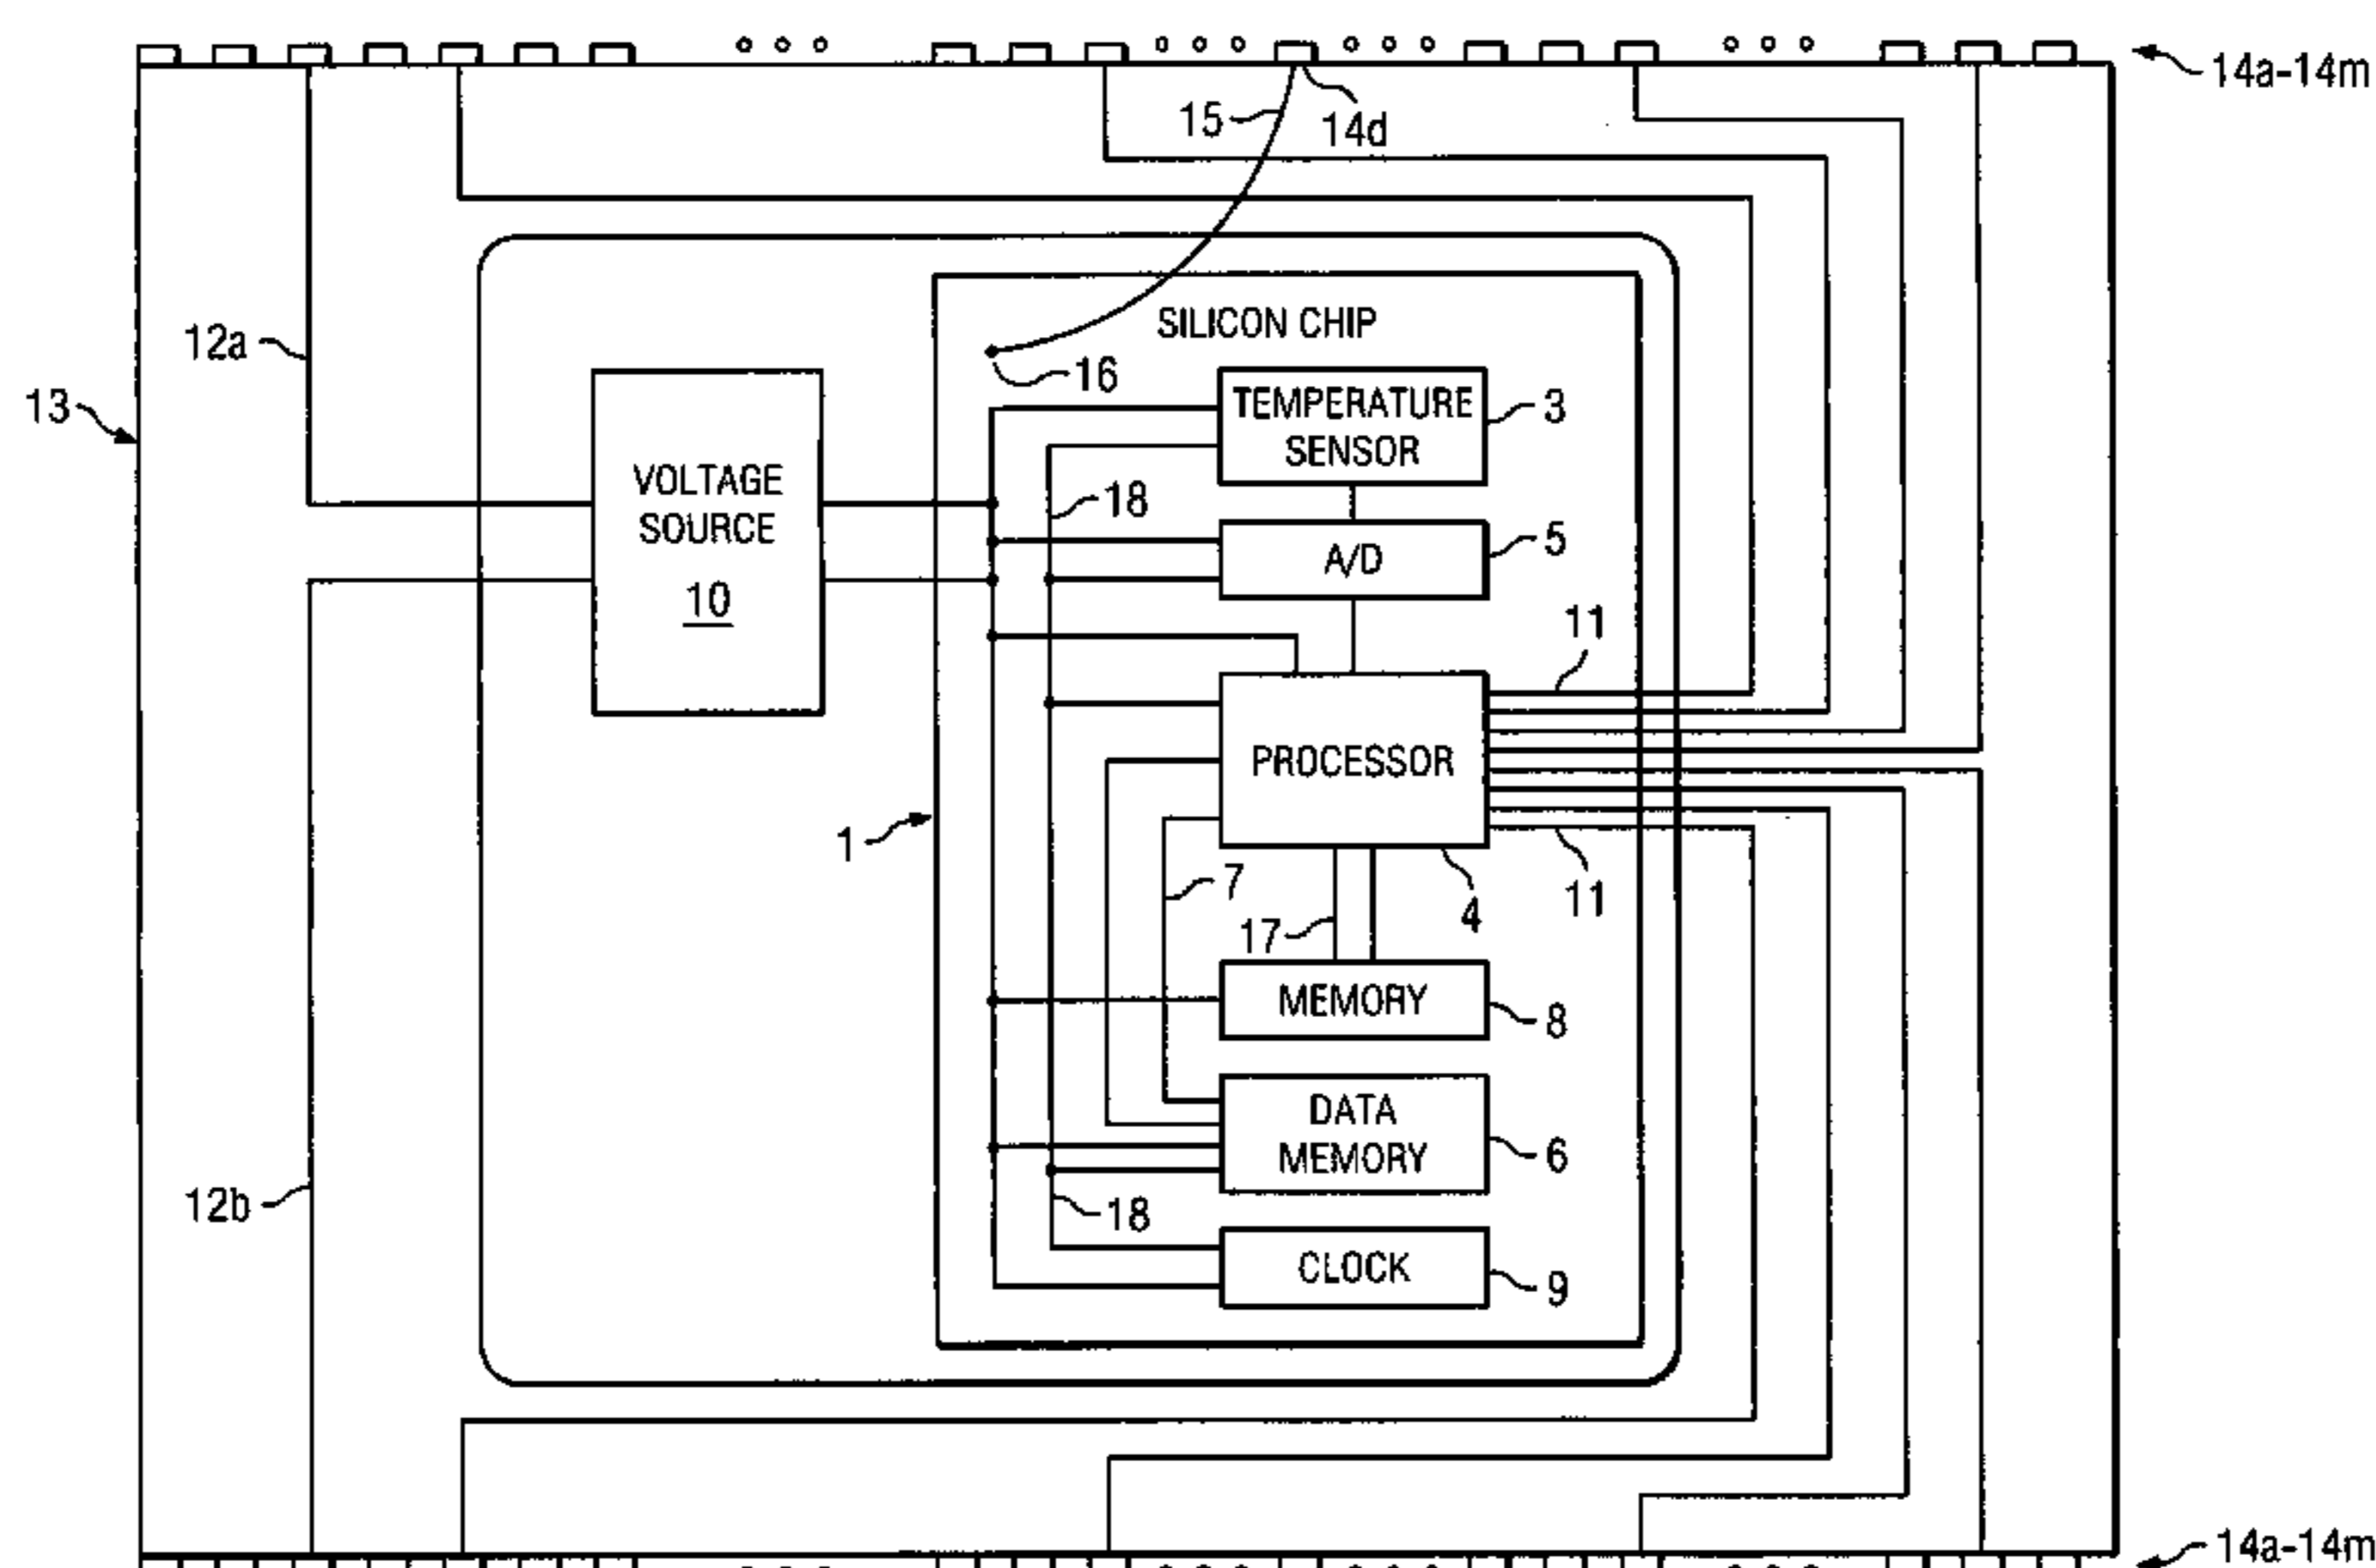 14a-14m
15
14d
SILICON CHIP
12a
16
13
TEMPERATURE
SENSOR
3
VOLTAGE
SOURCE
10
18
A/D
5
11
PROCESSOR
1
7
17
4
11
MEMORY
8
DATA
MEMORY
6
12b
18
CLOCK
9
14a-14m